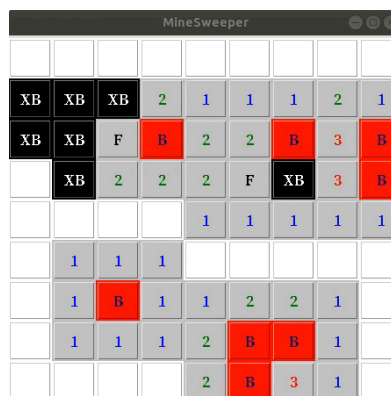 MineSweeper
XB XB XB 2 1 1 1 2 1
XB XB F B 2 2 B 3 B
XB 2 2 2 F XB 3 B
1 1 1 1 1
1 1 1
1 B 1 1 2 2 1
1 1 1 2 B B 1
2 B 3 1